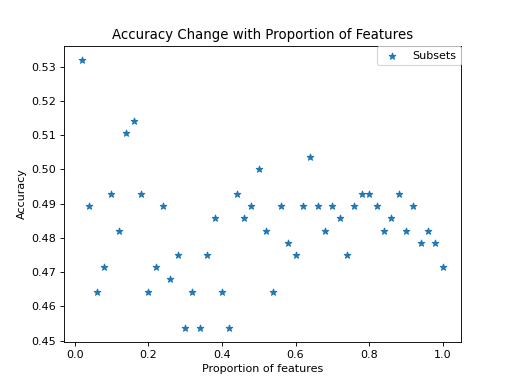 Accuracy Change with Proportion of Features
Subsets
0.53
0.52
0.51
0.50
0.49
0.48
0.47
0.46
0.45
Accuracy
0.0 0.2 0.4 0.6 0.8 1.0
Proportion of features